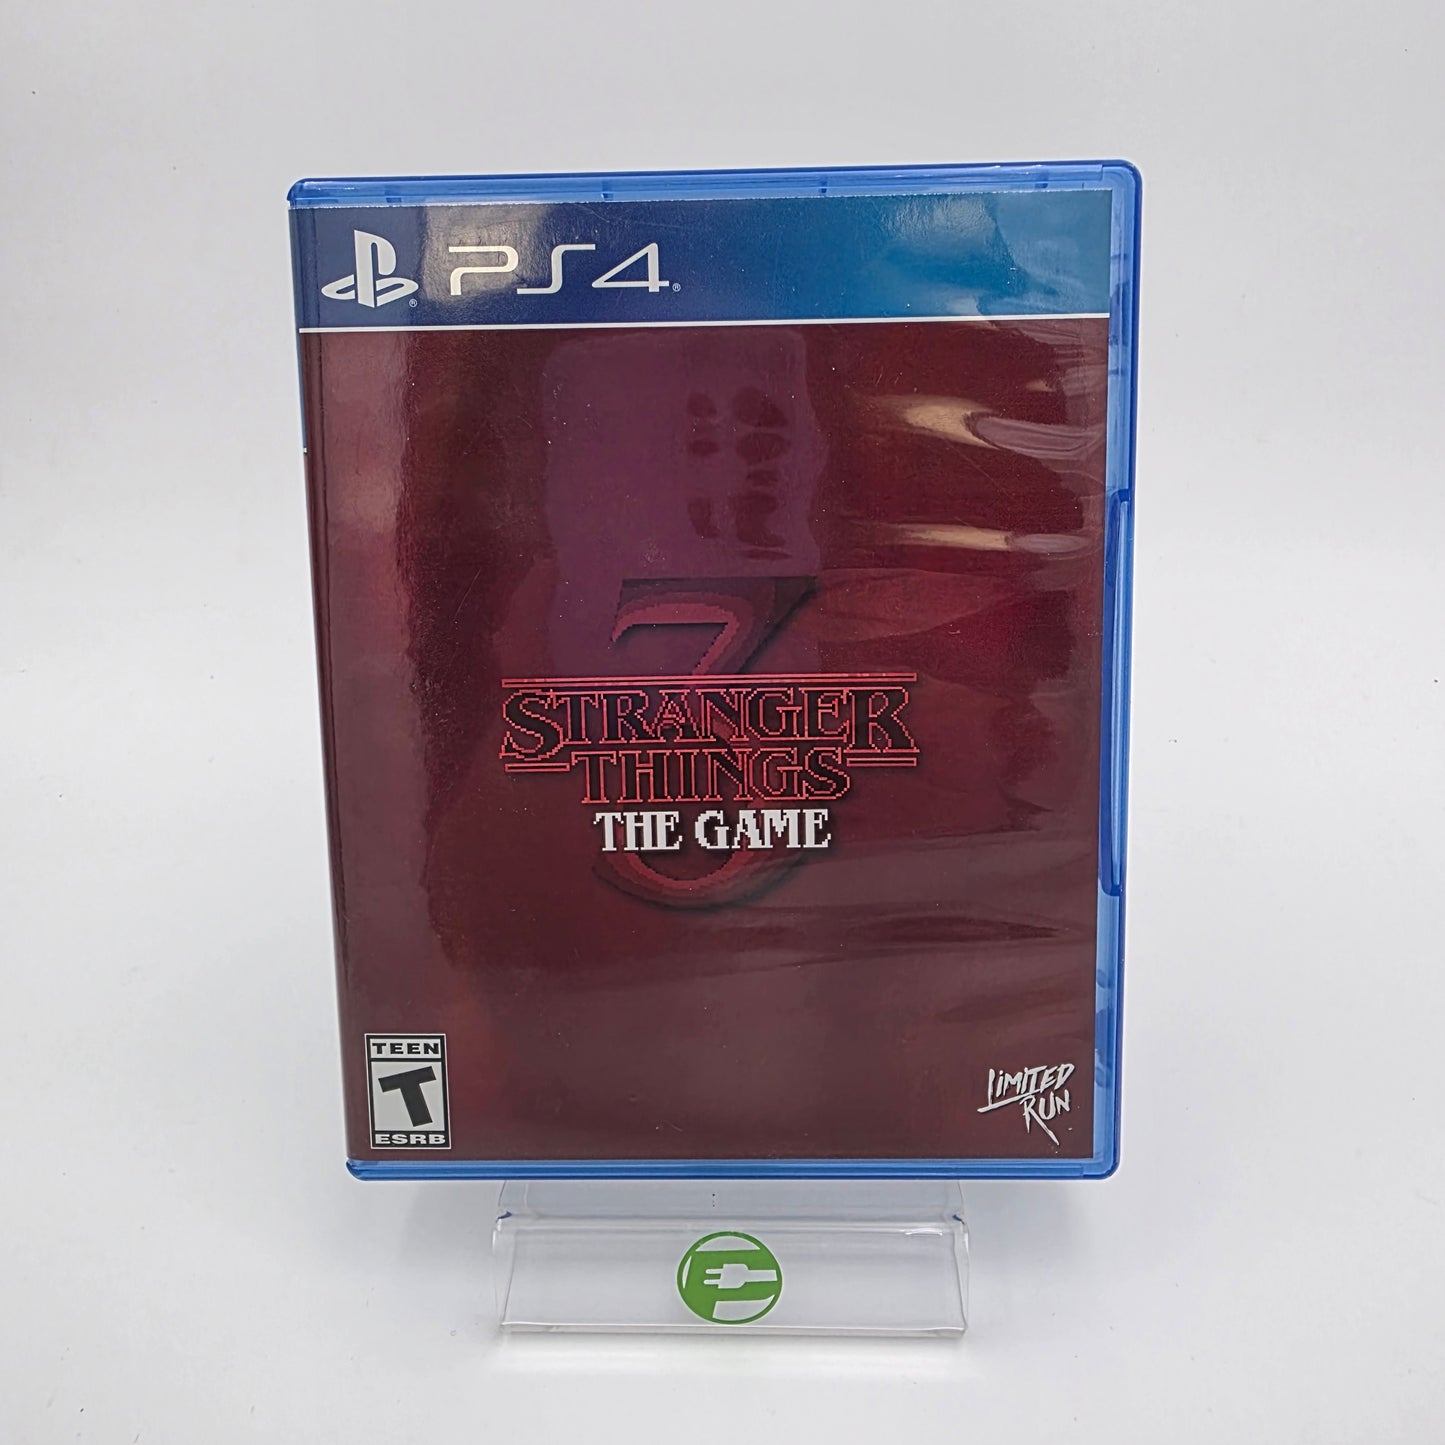 PS4®
3
STRANGER
THINGS
THE GAME
TEEN
T
ESRB
LIMITED
RUN